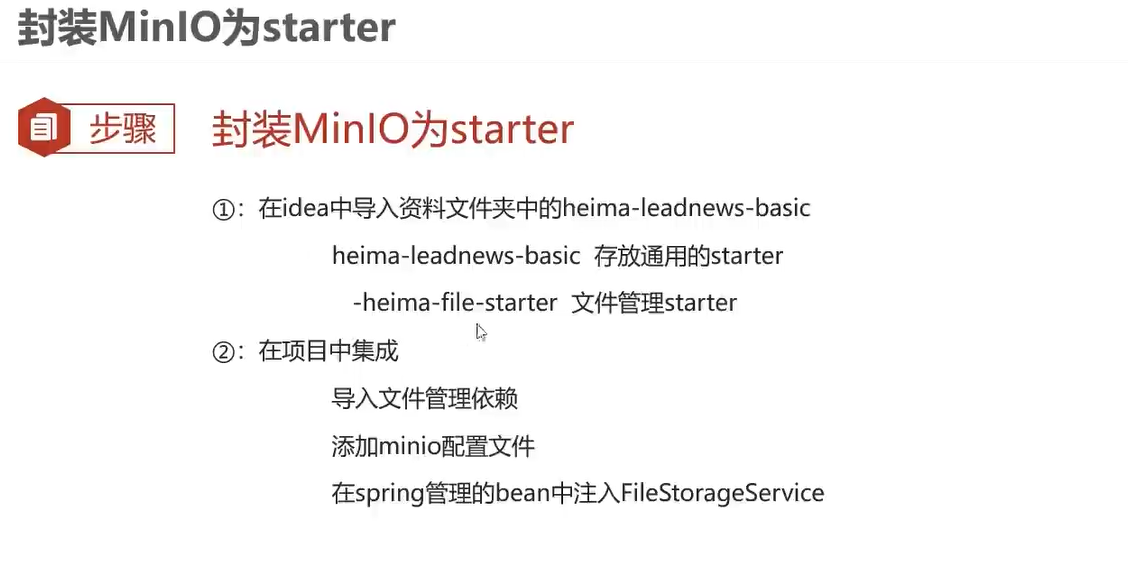 封装MinIO为starter
步骤
封装MinIO为starter
①：在idea中导入资料文件夹中的heima-leadnews-basic
heima-leadnews-basic 存放通用的starter
-heima-file-starter 文件管理starter
②：在项目中集成
导入文件管理依赖
添加minio配置文件
在spring管理的bean中注入FileStorageService